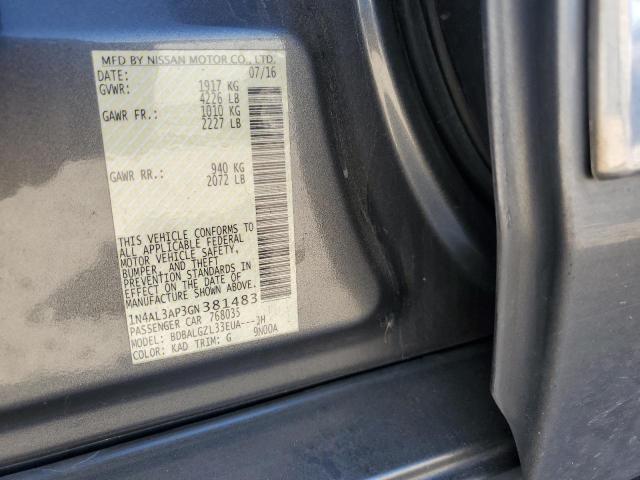 MFD BY NISSAN MOTOR CO., LTD.
DATE: 07/16
GVWR: 1917 KG
4226 LB
GAWR FR.: 1010 KG
2227 LB
GAWR RR.: 940 KG
2072 LB
THIS VEHICLE CONFORMS TO
ALL APPLICABLE FEDERAL
MOTOR VEHICLE SAFETY,
BUMPER, AND THEFT
PREVENTION STANDARDS IN
EFFECT ON THE DATE OF
MANUFACTURE SHOWN ABOVE.
1N4AL3AP3GN381483
PASSENGER CAR 768035
MODEL: BDBALGZL33EUA---JH
COLOR: KAD TRIM: G 9N00A